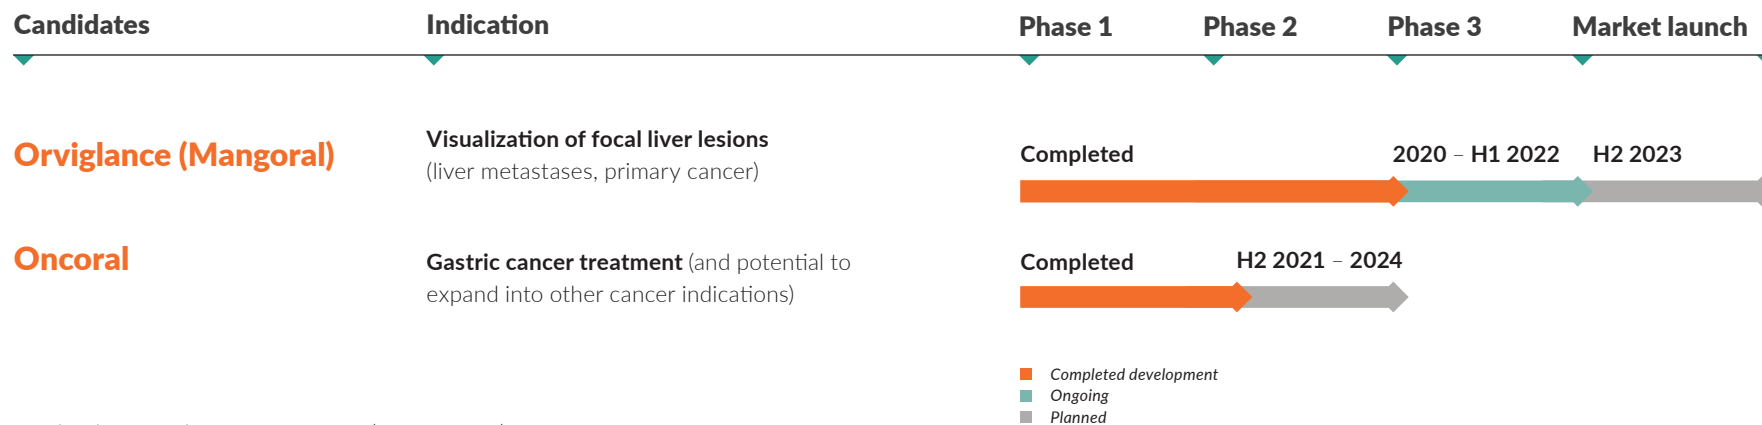 Candidates Indication Phase 1 Phase 2 Phase 3 Market launch
Orviglance (Mangoral)
Visualization of focal liver lesions
(liver metastases, primary cancer)
Completed 2020 – H1 2022 H2 2023
Oncoral
Gastric cancer treatment (and potential to
expand into other cancer indications)
Completed H2 2021 – 2024
Completed development
Ongoing
Planned